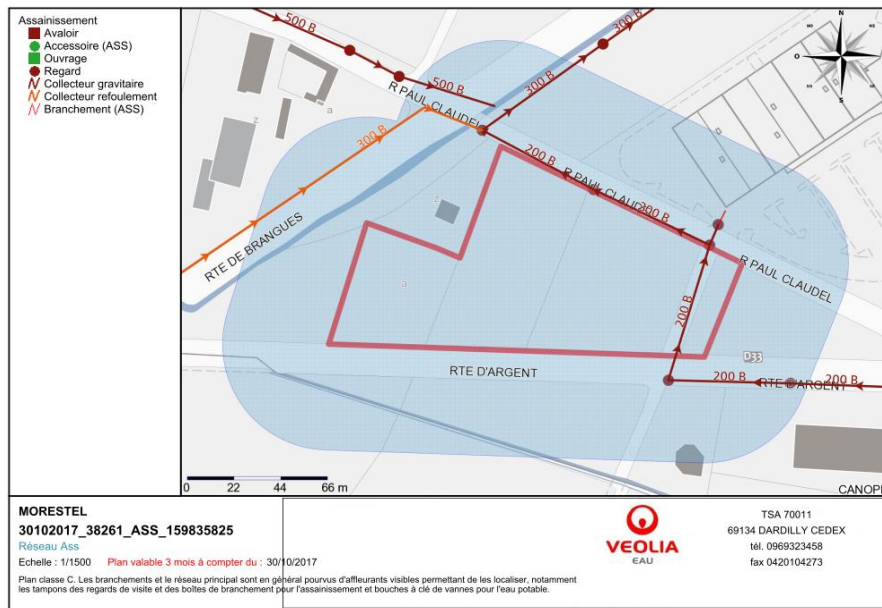 Assainissement
Avaloir
Accessoire (ASS)
Ouvrage
Regard
Collecteur gravitaire
Collecteur refoulement
Branchement (ASS)
500 B
300 B
500 B
300 B
R PAUL CLAUDEL
300 B
200 B
R PAUL CLAUDEL
200 B
RTE DE BRANGUES
R PAUL CLAUDEL
200 B
D33
RTE D'ARGENT
200 B
RTE D'ARGENT
200 B
z
a
z
a
N
O
E
S
0 22 44 66 m
CANOPE
MORESTEL
30102017_38261_ASS_159835825
Réseau Ass
Echelle : 1/1500 Plan valable 3 mois à compter du : 30/10/2017
Plan classe C. Les branchements et le réseau principal sont en général pourvus d'affleurants visibles permettant de les localiser, notamment
les tampons des regards de visite et des boîtes de branchement pour l'assainissement et bouches à clé de vannes pour l'eau potable.
VEOLIA
EAU
TSA 70011
69134 DARDILLY CEDEX
tél. 0969323458
fax 0420104273